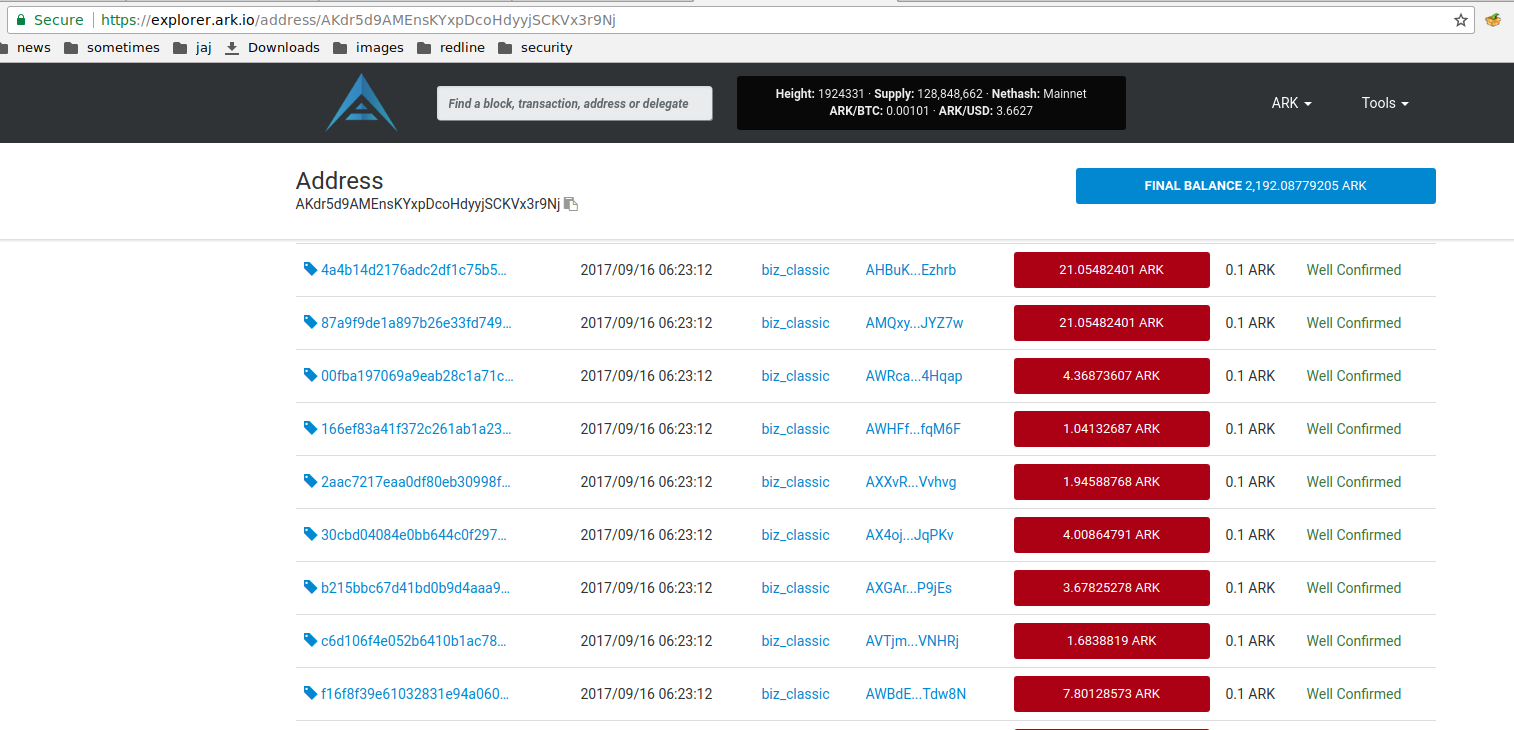 Secure https://explorer.ark.io/address/AKdr5d9AMEnsKYxpDcoHdyyjSCKVx3r9Nj
news sometimes jaj Downloads images redline security
Find a block, transaction, address or delegate
Height: 1924331 · Supply: 128,848,662 · Nethash: Mainnet
ARK/BTC: 0.00101 · ARK/USD: 3.6627
ARK Tools
Address
AKdr5d9AMEnsKYxpDcoHdyyjSCKVx3r9Nj
FINAL BALANCE 2,192.08779205 ARK
4a4b14d2176adc2df1c75b5... 2017/09/16 06:23:12 biz_classic AHBuK...Ezhrb 21.05482401 ARK 0.1 ARK Well Confirmed
87a9f9de1a897b26e33fd749... 2017/09/16 06:23:12 biz_classic AMQxy...JYZ7w 21.05482401 ARK 0.1 ARK Well Confirmed
00fba197069a9eab28c1a71c... 2017/09/16 06:23:12 biz_classic AWRca...4Hqap 4.36873607 ARK 0.1 ARK Well Confirmed
166ef83a41f372c261ab1a23... 2017/09/16 06:23:12 biz_classic AWHFf...fqM6F 1.04132687 ARK 0.1 ARK Well Confirmed
2aac7217eaa0df80eb30998f... 2017/09/16 06:23:12 biz_classic AXXvR...Vvhvg 1.94588768 ARK 0.1 ARK Well Confirmed
30cbd04084e0bb644c0f297... 2017/09/16 06:23:12 biz_classic AX4oj...JqPKv 4.00864791 ARK 0.1 ARK Well Confirmed
b215bbc67d41bd0b9d4aaa9... 2017/09/16 06:23:12 biz_classic AXGAr...P9jEs 3.67825278 ARK 0.1 ARK Well Confirmed
c6d106f4e052b6410b1ac78... 2017/09/16 06:23:12 biz_classic AVTjm...VNHRj 1.6838819 ARK 0.1 ARK Well Confirmed
f16f8f39e61032831e94a060... 2017/09/16 06:23:12 biz_classic AWBdE...Tdw8N 7.80128573 ARK 0.1 ARK Well Confirmed